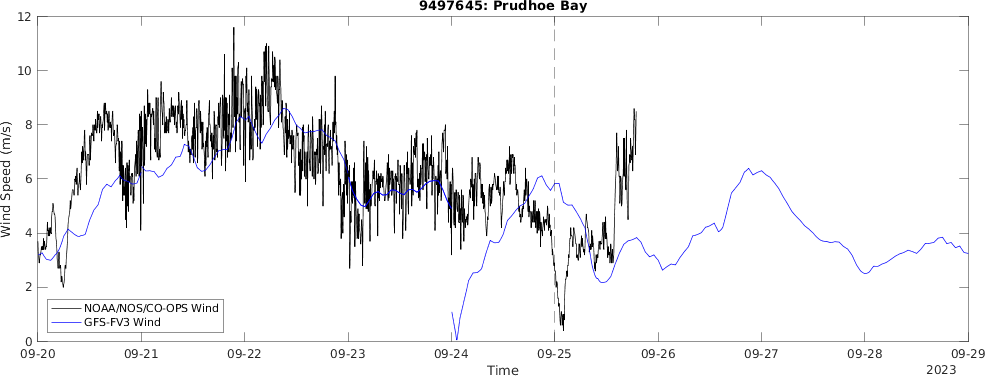 9497645: Prudhoe Bay
12
10
8
6
4
2
0
Wind Speed (m/s)
NOAA/NOS/CO-OPS Wind
GFS-FV3 Wind
09-20 09-21 09-22 09-23 09-24 09-25 09-26 09-27 09-28 09-29
Time
2023